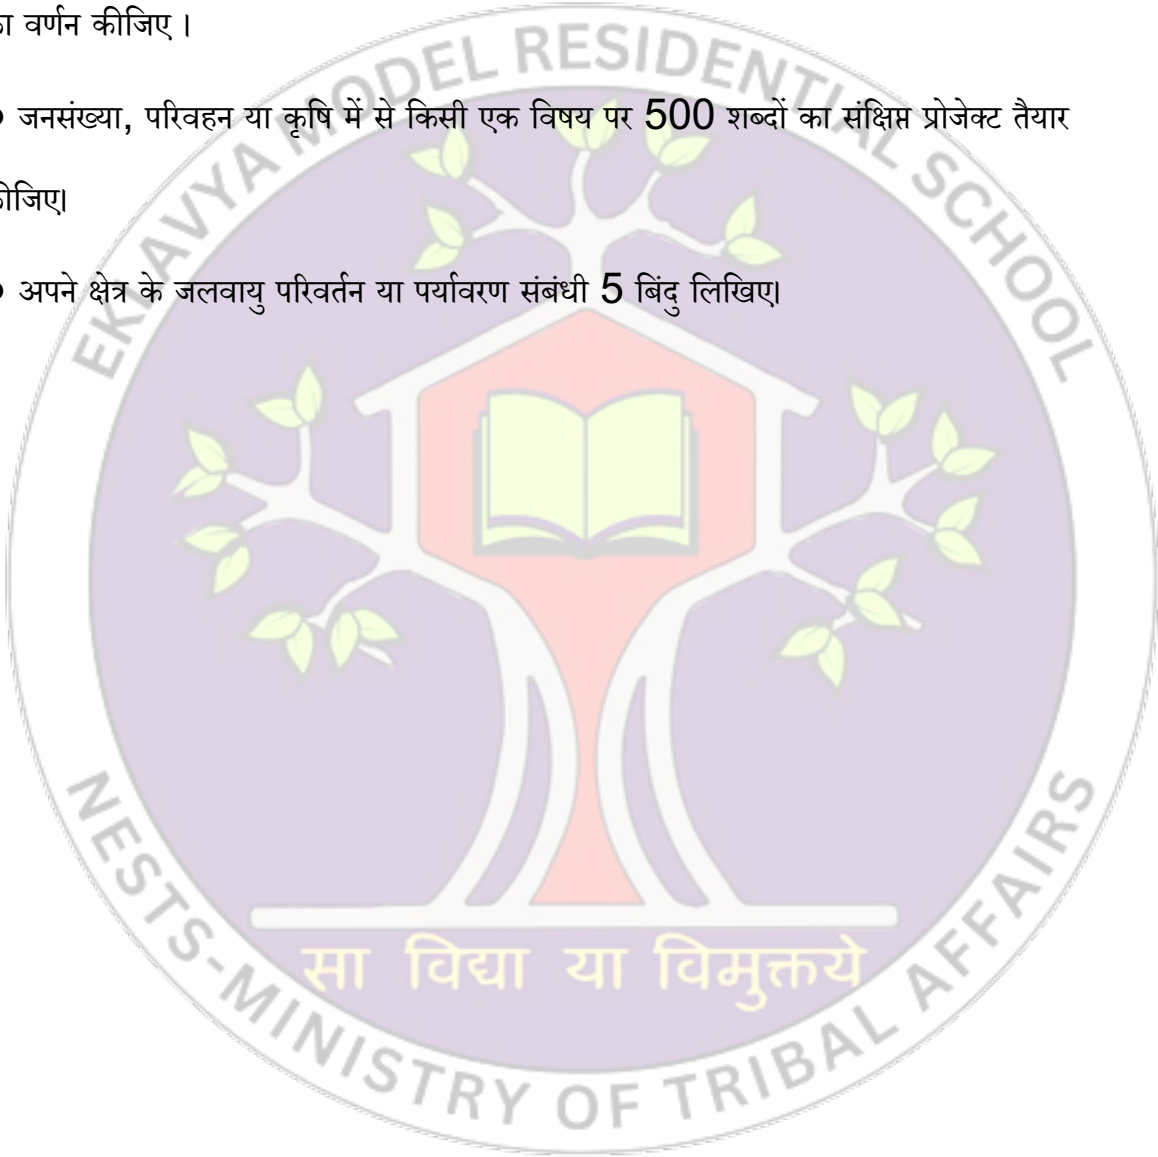 वर्णन कीजिए ।
जनसंख्या, परिवहन या कृषि में से किसी एक विषय पर 500 शब्दों का संक्षिप्त प्रोजेक्ट तैयार
अपने क्षेत्र के जलवायु परिवर्तन या पर्यावरण संबंधी 5 बिंदु लिखिए।
EKLAVYA MODEL RESIDENTIAL SCHOOL
सा विद्या या विमुक्तये
NESTS-MINISTRY OF TRIBAL AFFAIRS